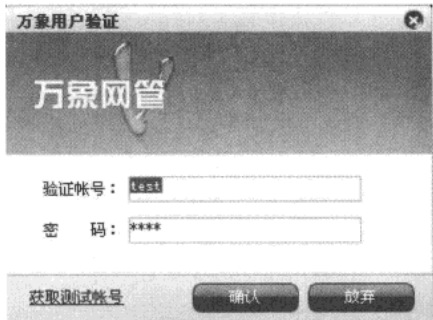 万象用户验证
万象网管
验证帐号： test
密 码： ****
获取测试帐号 确认 放弃